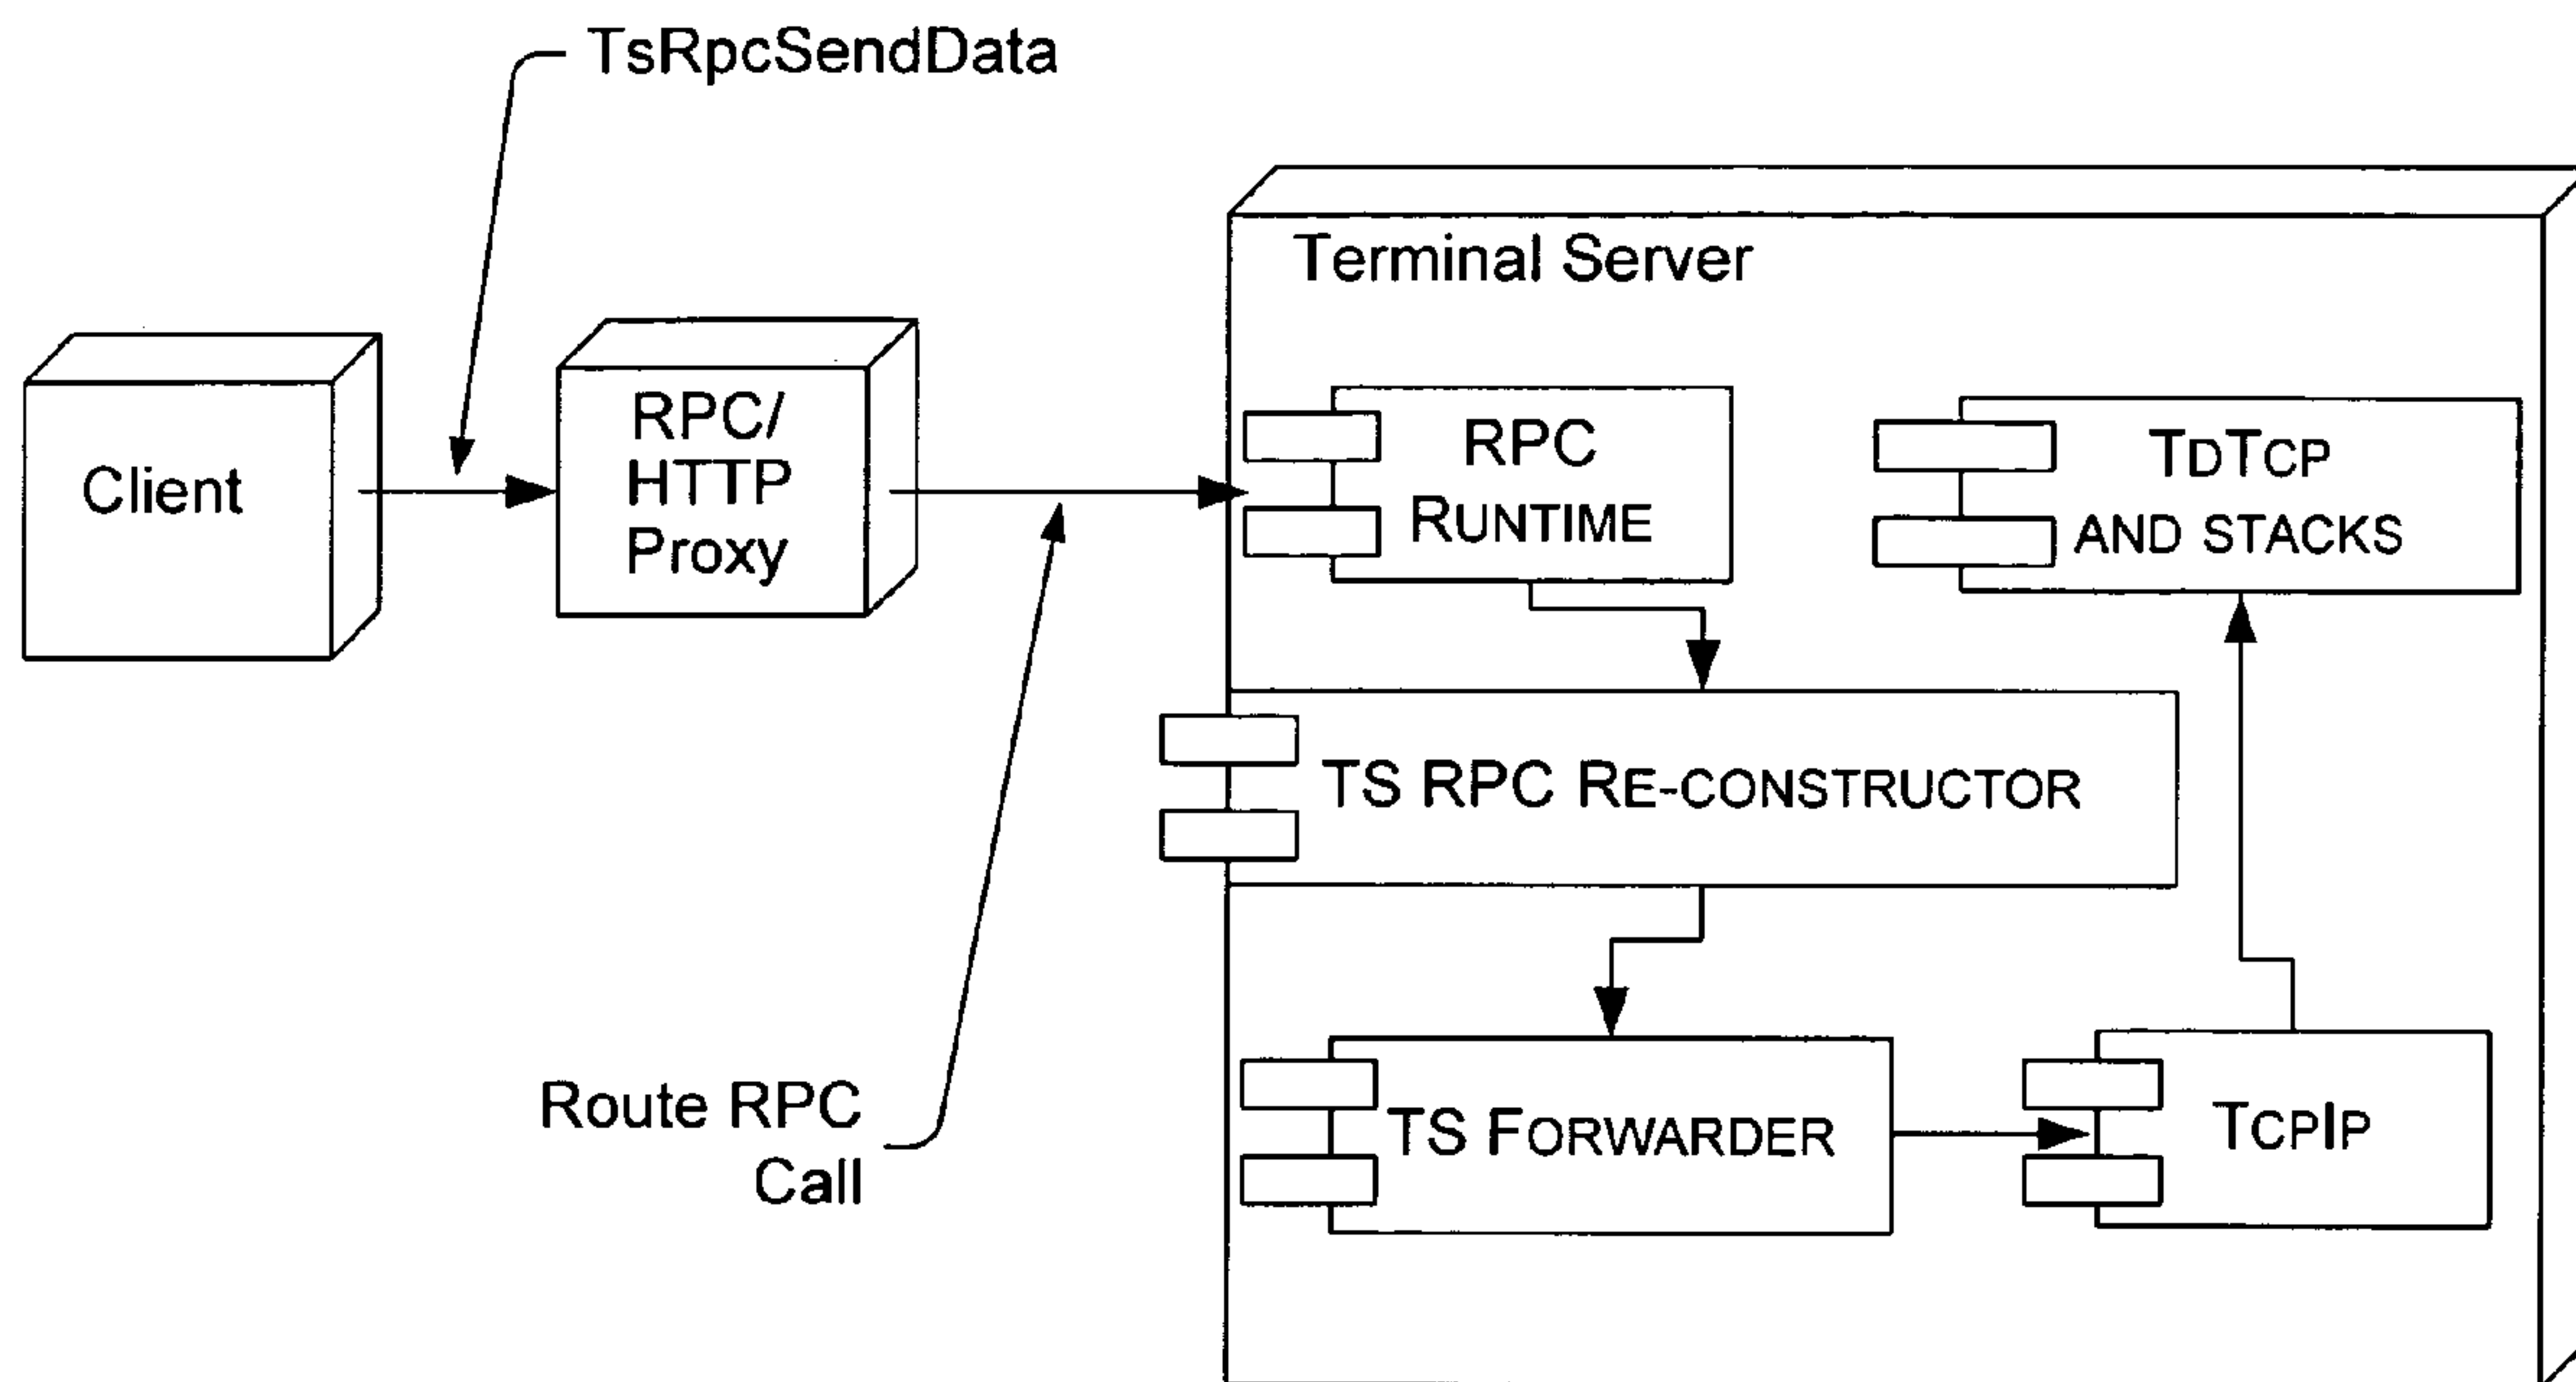 TsRpcSendData
Terminal Server
Client
RPC/
HTTP
Proxy
RPC
RUNTIME
TDTCP
AND STACKS
TS RPC RE-CONSTRUCTOR
Route RPC
Call
TS FORWARDER
TCPIP